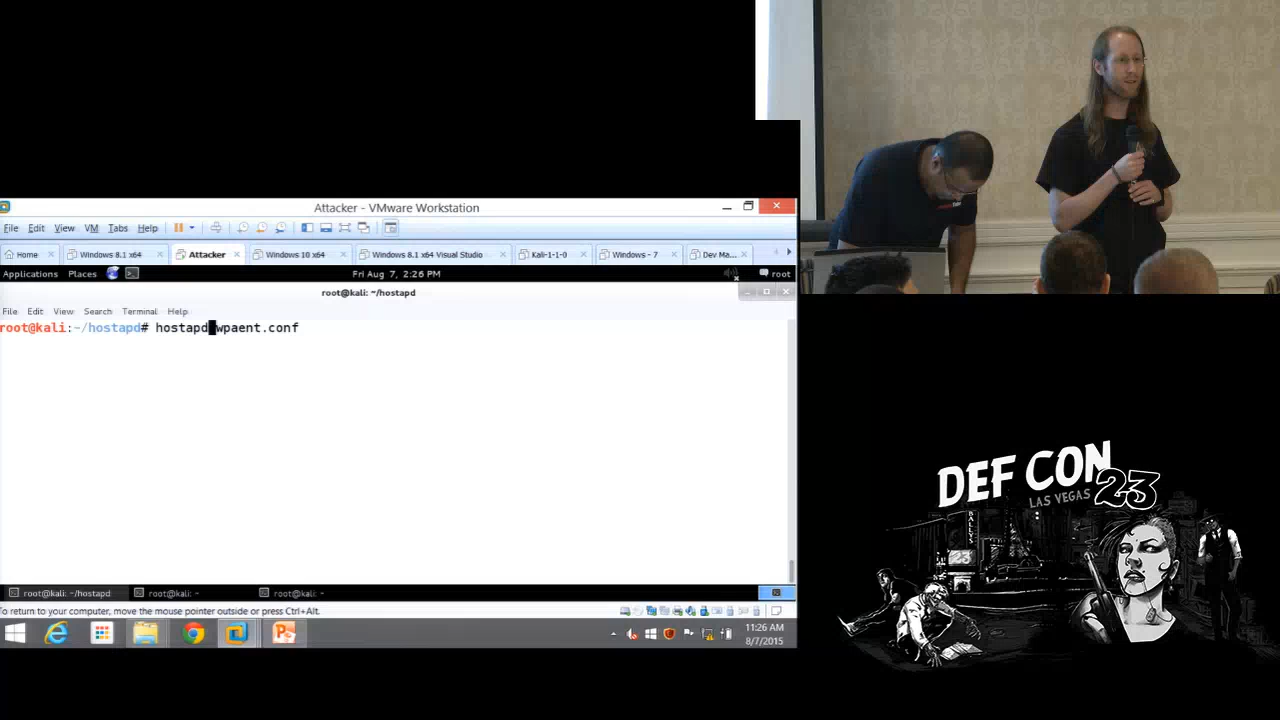 Attacker - VMware Workstation
File Edit View VM Tabs Help
Home Windows 8.1 x64 Attacker Windows 10 x64 Windows 8.1 x64 Visual Studio Kali-1-1-0 Windows - 7 Dev Ma...
Applications Places Fri Aug 7, 2:26 PM root
root@kali: ~/hostapd
File Edit View Search Terminal Help
root@kali:~/hostapd# hostapd wpaent.conf
root@kali: ~/hostapd root@kali: ~ root@kali: ~
To return to your computer, move the mouse pointer outside or press Ctrl+Alt.
11:26 AM
8/7/2015
DEF CON
LAS VEGAS 23
BALLYS
23